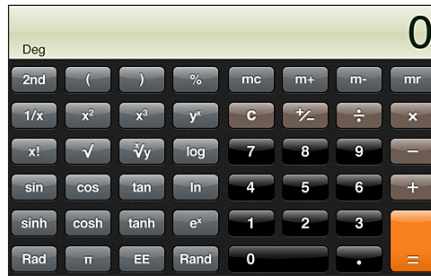 0
Deg
2nd ( ) % mc m+ m- mr
1/x x² x³ yˣ C +/- ÷ ×
x! √ ˣ√y log 7 8 9 −
sin cos tan ln 4 5 6 +
sinh cosh tanh eˣ 1 2 3
Rad π EE Rand 0 . =